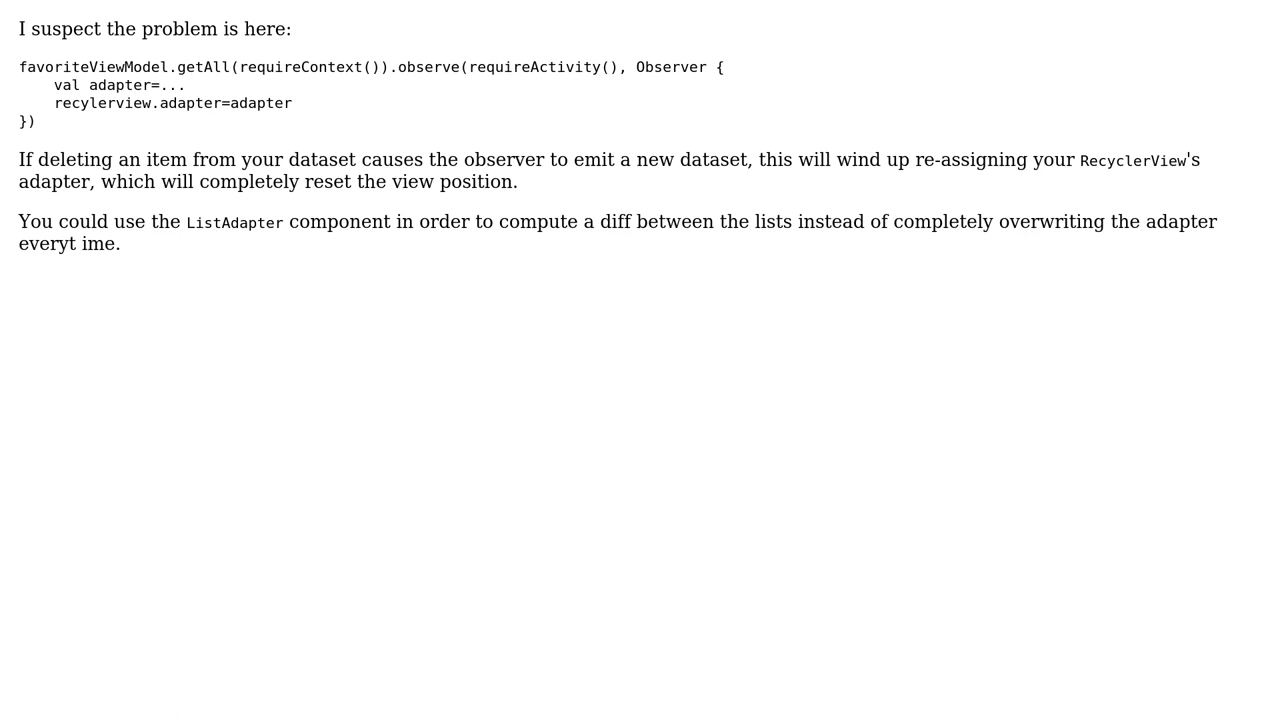 I suspect the problem is here:
favoriteViewModel.getAll(requireContext()).observe(requireActivity(), Observer {
    val adapter=...
    recylerview.adapter=adapter
})
If deleting an item from your dataset causes the observer to emit a new dataset, this will wind up re-assigning your RecyclerView's
adapter, which will completely reset the view position.
You could use the ListAdapter component in order to compute a diff between the lists instead of completely overwriting the adapter
everyt ime.